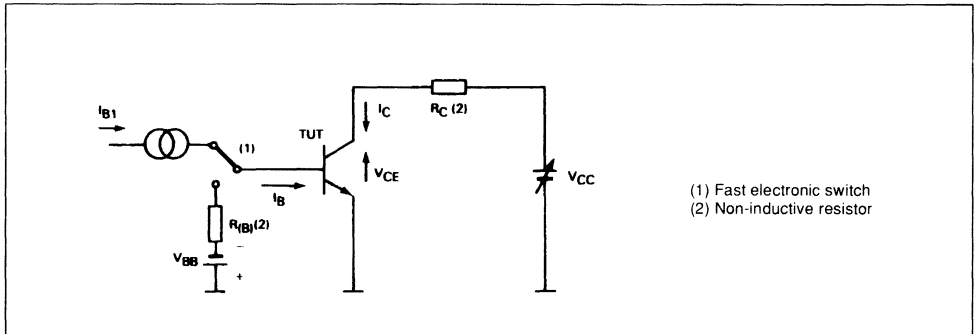 I_B1
(1)
TUT
I_C
R_C (2)
V_CE
V_CC
I_B
R_(B)(2)
V_BB
−
+
(1) Fast electronic switch
(2) Non-inductive resistor